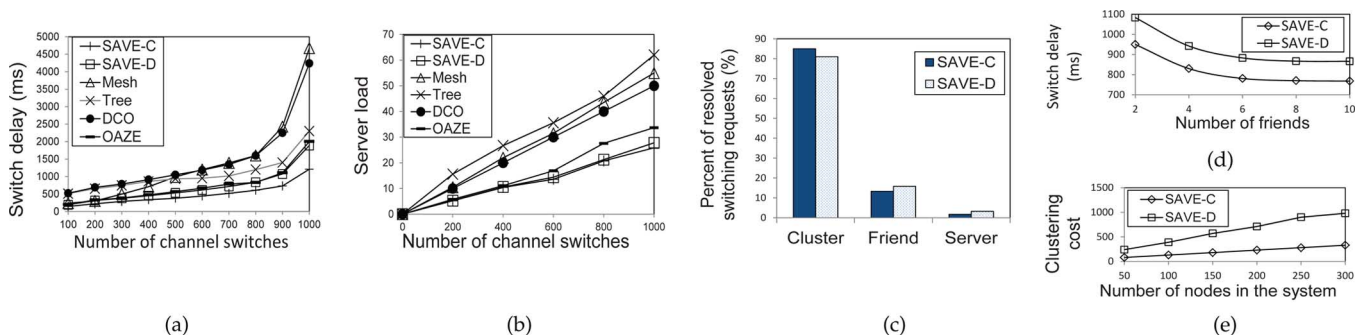 Switch delay (ms)
5000
4500
4000
3500
3000
2500
2000
1500
1000
500
0
SAVE-C
SAVE-D
Mesh
Tree
DCO
OAZE
100 200 300 400 500 600 700 800 900 1000
Number of channel switches
(a)
Server load
70
60
50
40
30
20
10
0
SAVE-C
SAVE-D
Mesh
Tree
DCO
OAZE
0 200 400 600 800 1000
Number of channel switches
(b)
Percent of resolved
switching requests (%)
90
80
70
60
50
40
30
20
10
0
SAVE-C
SAVE-D
Cluster Friend Server
(c)
Switch delay
(ms)
1100
1000
900
800
700
SAVE-C
SAVE-D
2 4 6 8 10
Number of friends
(d)
Clustering
cost
1500
1000
500
0
SAVE-C
SAVE-D
50 100 150 200 250 300
Number of nodes in the system
(e)